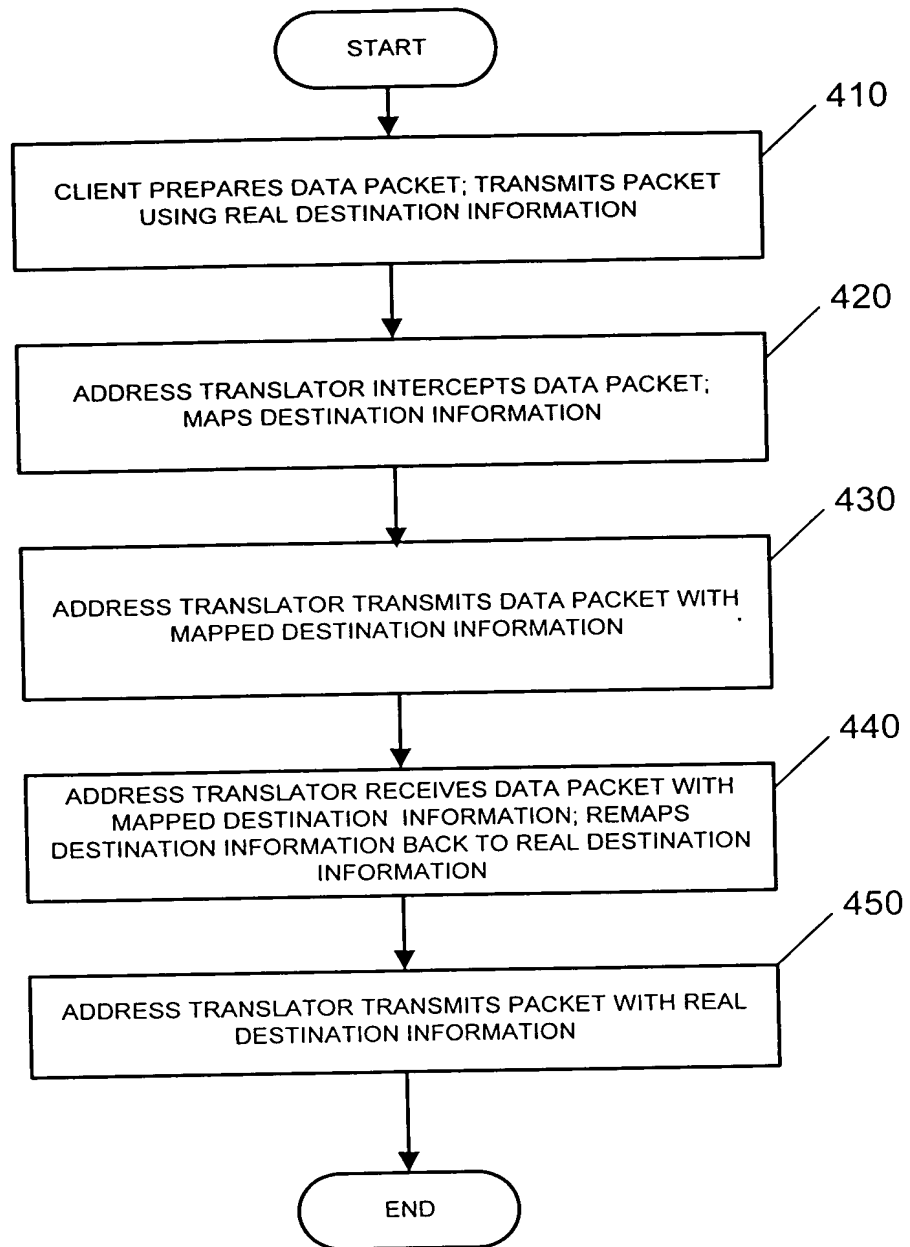 START
410
CLIENT PREPARES DATA PACKET; TRANSMITS PACKET
USING REAL DESTINATION INFORMATION
420
ADDRESS TRANSLATOR INTERCEPTS DATA PACKET;
MAPS DESTINATION INFORMATION
430
ADDRESS TRANSLATOR TRANSMITS DATA PACKET WITH
MAPPED DESTINATION INFORMATION
440
ADDRESS TRANSLATOR RECEIVES DATA PACKET WITH
MAPPED DESTINATION INFORMATION; REMAPS
DESTINATION INFORMATION BACK TO REAL DESTINATION
INFORMATION
450
ADDRESS TRANSLATOR TRANSMITS PACKET WITH REAL
DESTINATION INFORMATION
END